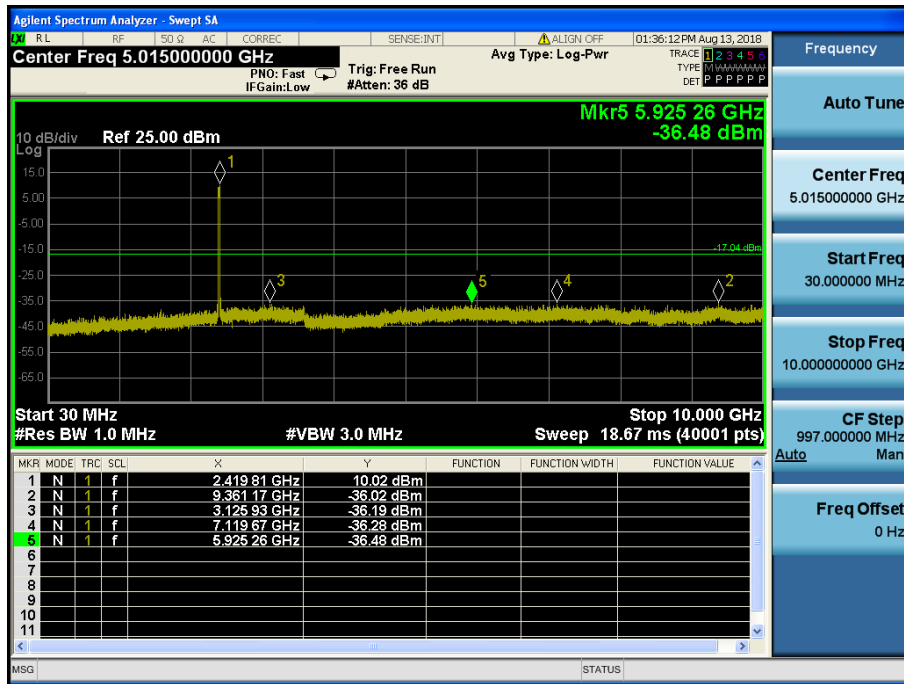 Agilent Spectrum Analyzer - Swept SA
LXI RL RF 50 Ω AC CORREC SENSE:INT ALIGN OFF 01:36:12 PM Aug 13, 2018
Center Freq 5.015000000 GHz
PNO: Fast
IFGain:Low
Trig: Free Run
#Atten: 36 dB
Avg Type: Log-Pwr
TRACE 1 2 3 4 5 6
TYPE M W W W W W
DET P P P P P P
Mkr5 5.925 26 GHz
-36.48 dBm
10 dB/div Ref 25.00 dBm
Log
15.0
5.00
-5.00
-15.0
-25.0
-35.0
-45.0
-55.0
-65.0
1
3
5
4
2
-17.04 dBm
Start 30 MHz Stop 10.000 GHz
#Res BW 1.0 MHz #VBW 3.0 MHz Sweep 18.67 ms (40001 pts)
MKR MODE TRC SCL X Y FUNCTION FUNCTION WIDTH FUNCTION VALUE
1 N 1 f 2.419 81 GHz 10.02 dBm
2 N 1 f 9.361 17 GHz -36.02 dBm
3 N 1 f 3.125 93 GHz -36.19 dBm
4 N 1 f 7.119 67 GHz -36.28 dBm
5 N 1 f 5.925 26 GHz -36.48 dBm
6
7
8
9
10
11
MSG STATUS
Frequency
Auto Tune
Center Freq
5.015000000 GHz
Start Freq
30.000000 MHz
Stop Freq
10.000000000 GHz
CF Step
997.000000 MHz
Auto Man
Freq Offset
0 Hz